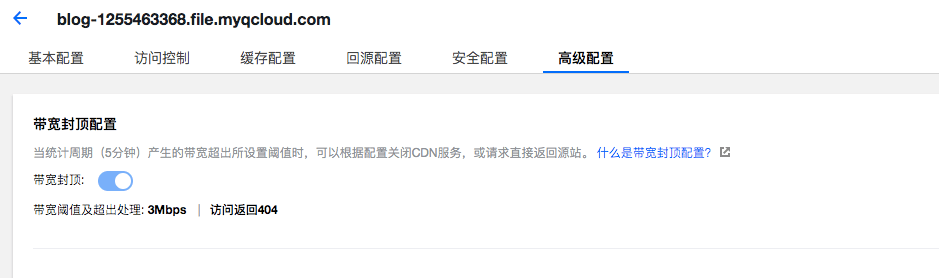 blog-1255463368.file.myqcloud.com
基本配置 访问控制 缓存配置 回源配置 安全配置 高级配置
带宽封顶配置
当统计周期（5分钟）产生的带宽超出所设置阈值时，可以根据配置关闭CDN服务，或请求直接返回源站。 什么是带宽封顶配置?
带宽封顶:
带宽阈值及超出处理: 3Mbps | 访问返回404